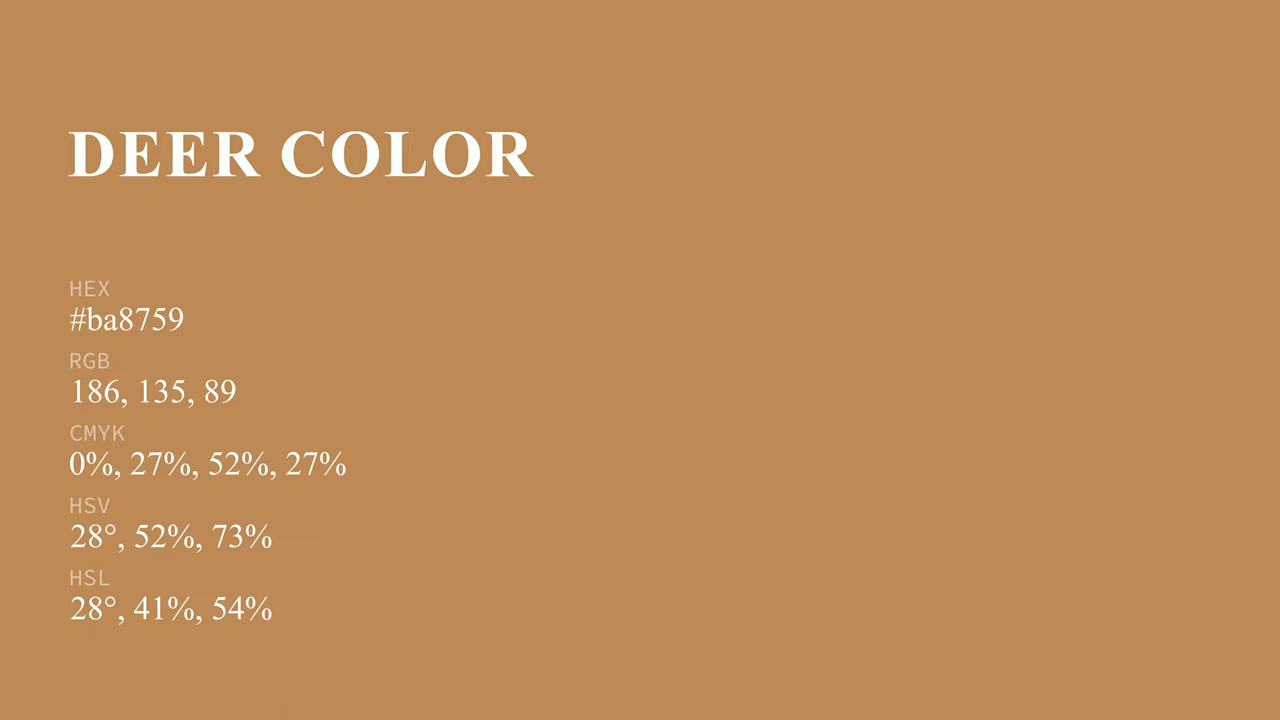 DEER COLOR
HEX
#ba8759
RGB
186, 135, 89
CMYK
0%, 27%, 52%, 27%
HSV
28°, 52%, 73%
HSL
28°, 41%, 54%